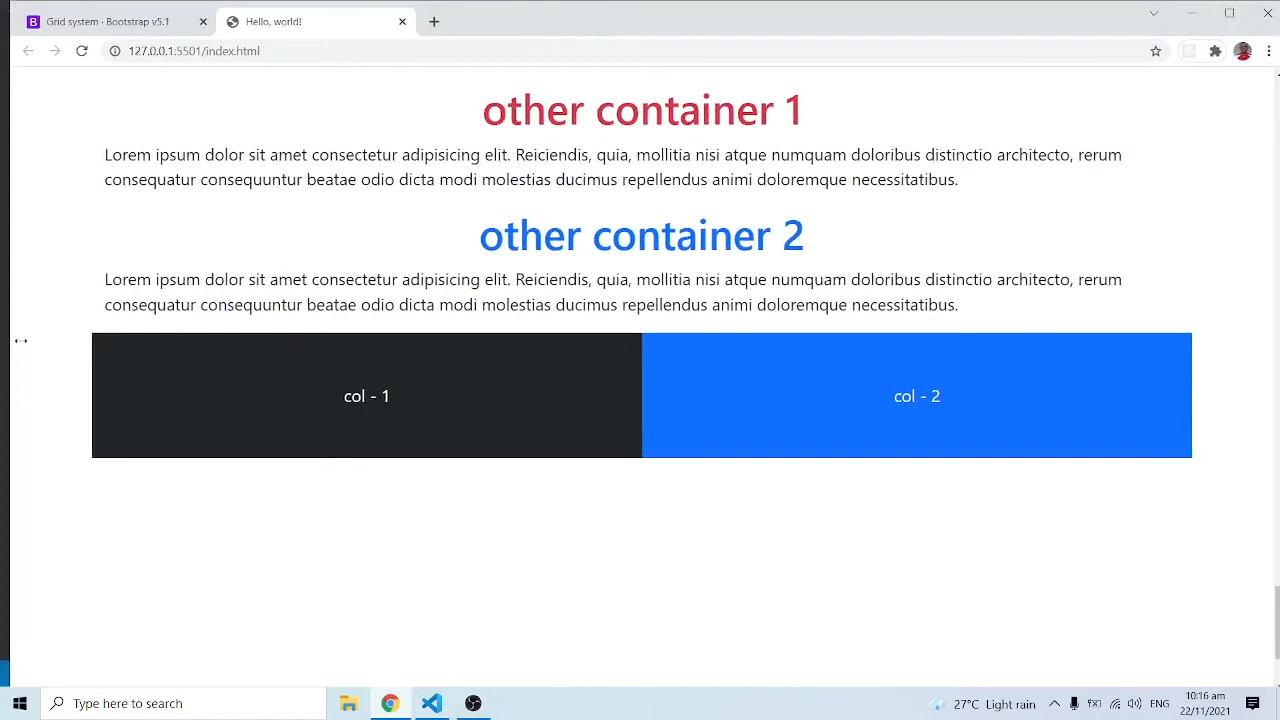 Grid system · Bootstrap v5.1
Hello, world!
127.0.0.1:5501/index.html
other container 1
Lorem ipsum dolor sit amet consectetur adipisicing elit. Reiciendis, quia, mollitia nisi atque numquam doloribus distinctio architecto, rerum
consequatur consequuntur beatae odio dicta modi molestias ducimus repellendus animi doloremque necessitatibus.
other container 2
Lorem ipsum dolor sit amet consectetur adipisicing elit. Reiciendis, quia, mollitia nisi atque numquam doloribus distinctio architecto, rerum
consequatur consequuntur beatae odio dicta modi molestias ducimus repellendus animi doloremque necessitatibus.
col - 1
col - 2
Type here to search
27°C Light rain
ENG
10:16 am
22/11/2021